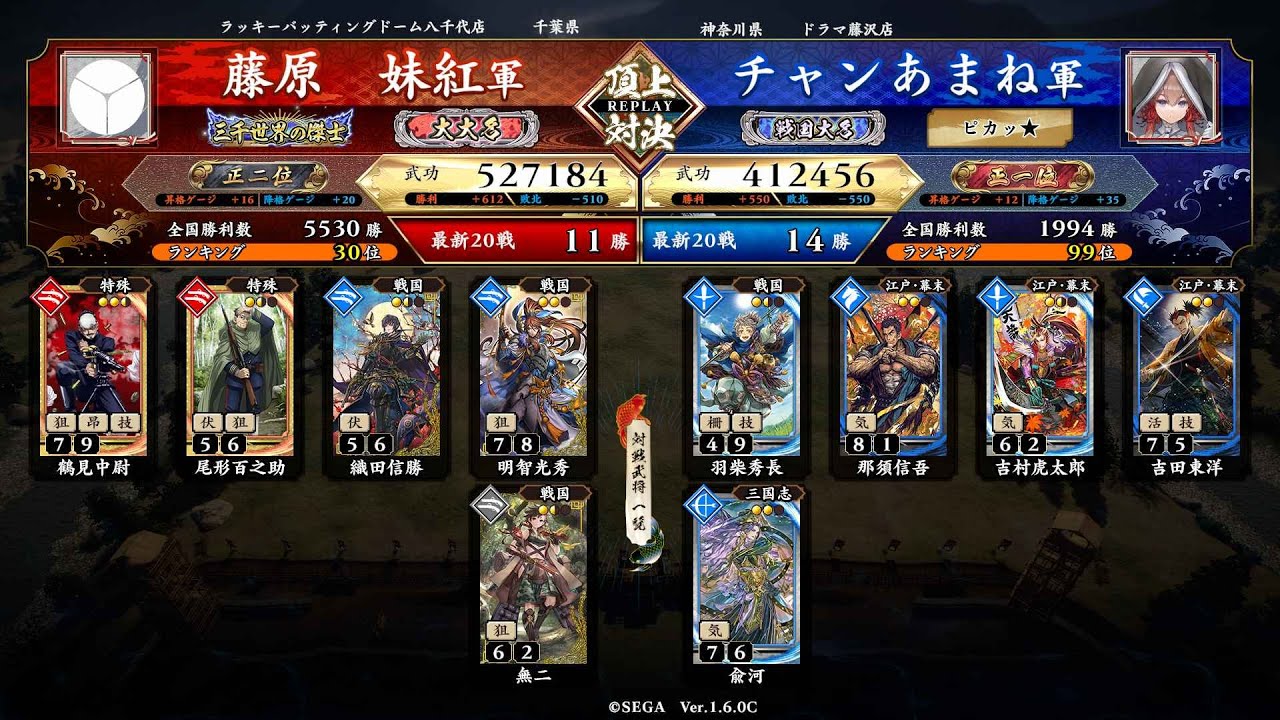 ラッキーバッティングドーム八千代店 千葉県
神奈川県 ドラマ藤沢店
藤原 妹紅軍
頂上
REPLAY
対決
チャンあまね軍
三千世界の傑士
大大名
戦国大名
ピカッ★
正二位
武功 527184
武功 412456
正一位
昇格ゲージ +16 降格ゲージ +20
勝利 +612 敗北 -510
勝利 +550 敗北 -550
昇格ゲージ +12 降格ゲージ +35
全国勝利数 5530勝
最新20戦 11勝
最新20戦 14勝
全国勝利数 1994勝
ランキング 30位
ランキング 99位
特殊
狙 昂 技
7 9
鶴見中尉
特殊
伏 狙
5 6
尾形百之助
戦国
伏
5 6
織田信勝
戦国
狙
7 8
明智光秀
対戦武将一覧
戦国
柵 技
4 9
羽柴秀長
江戸・幕末
気
8 1
那須信吾
江戸・幕末
天誅
気
6 2
吉村虎太郎
江戸・幕末
活 技
7 5
吉田東洋
戦国
狙
6 2
無二
三国志
気
7 6
兪河
©SEGA Ver.1.6.0C